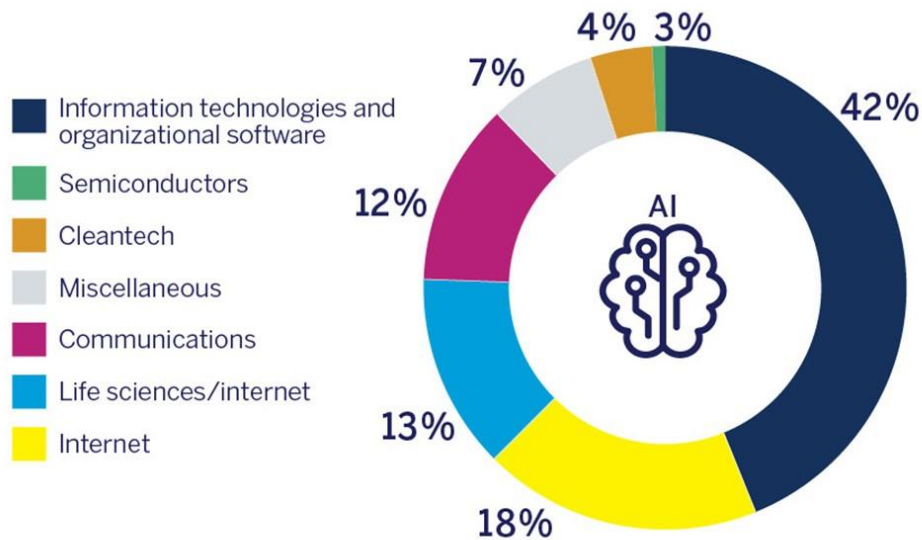 4% 3%
7%
42%
Information technologies and
organizational software
Semiconductors
12%
Cleantech
AI
Miscellaneous
Communications
Life sciences/internet
13%
Internet
18%